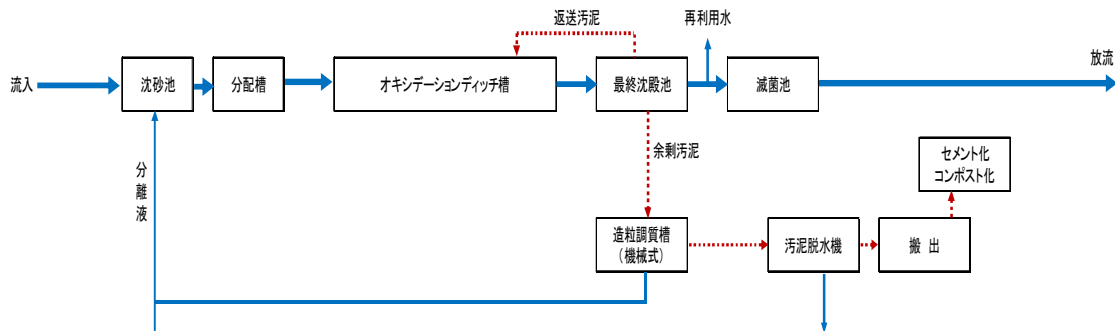 返送汚泥
再利用水
放流
流入
沈砂池
分配槽
オキシデーションディッチ槽
最終沈殿池
滅菌池
余剰汚泥
セメント化
コンポスト化
分離液
造粒調質槽
（機械式）
汚泥脱水機
搬 出